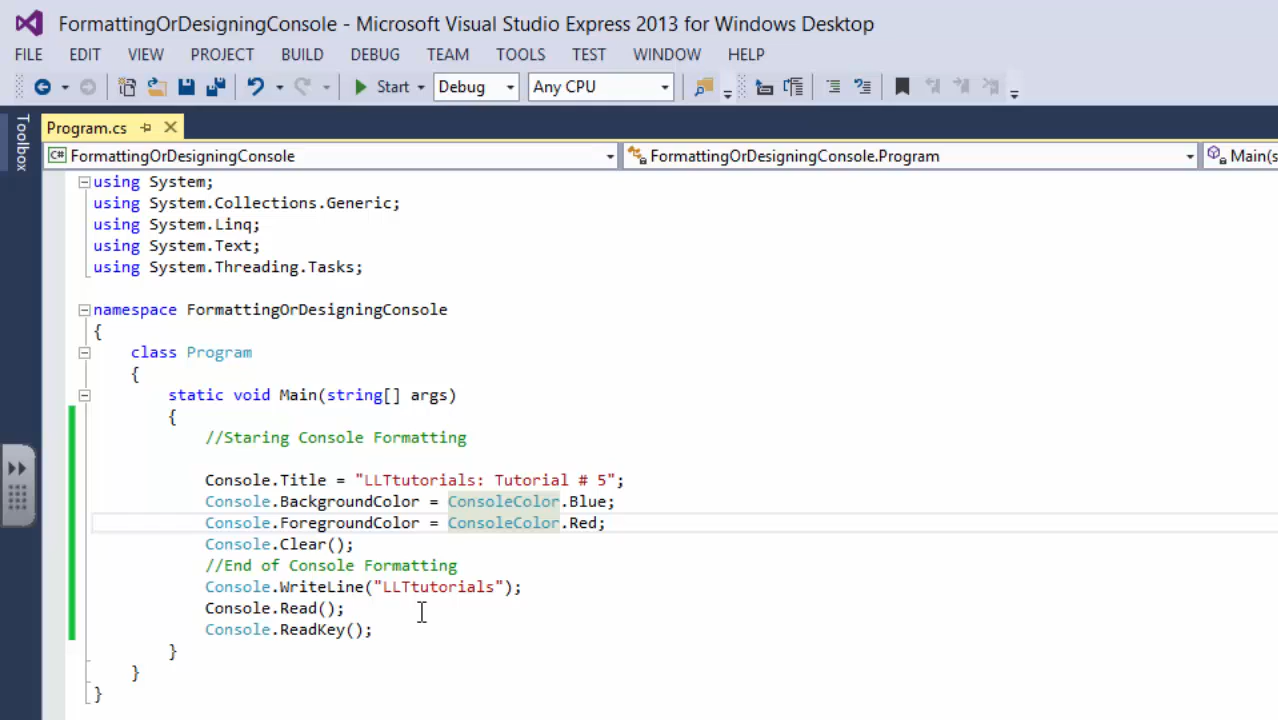 FormattingOrDesigningConsole - Microsoft Visual Studio Express 2013 for Windows Desktop
FILE EDIT VIEW PROJECT BUILD DEBUG TEAM TOOLS TEST WINDOW HELP
Start Debug Any CPU
Toolbox
Program.cs
C# FormattingOrDesigningConsole FormattingOrDesigningConsole.Program Main(s
using System;
using System.Collections.Generic;
using System.Linq;
using System.Text;
using System.Threading.Tasks;
namespace FormattingOrDesigningConsole
{
class Program
{
static void Main(string[] args)
{
//Staring Console Formatting
Console.Title = "LLTtutorials: Tutorial # 5";
Console.BackgroundColor = ConsoleColor.Blue;
Console.ForegroundColor = ConsoleColor.Red;
Console.Clear();
//End of Console Formatting
Console.WriteLine("LLTtutorials");
Console.Read();
Console.ReadKey();
}
}
}